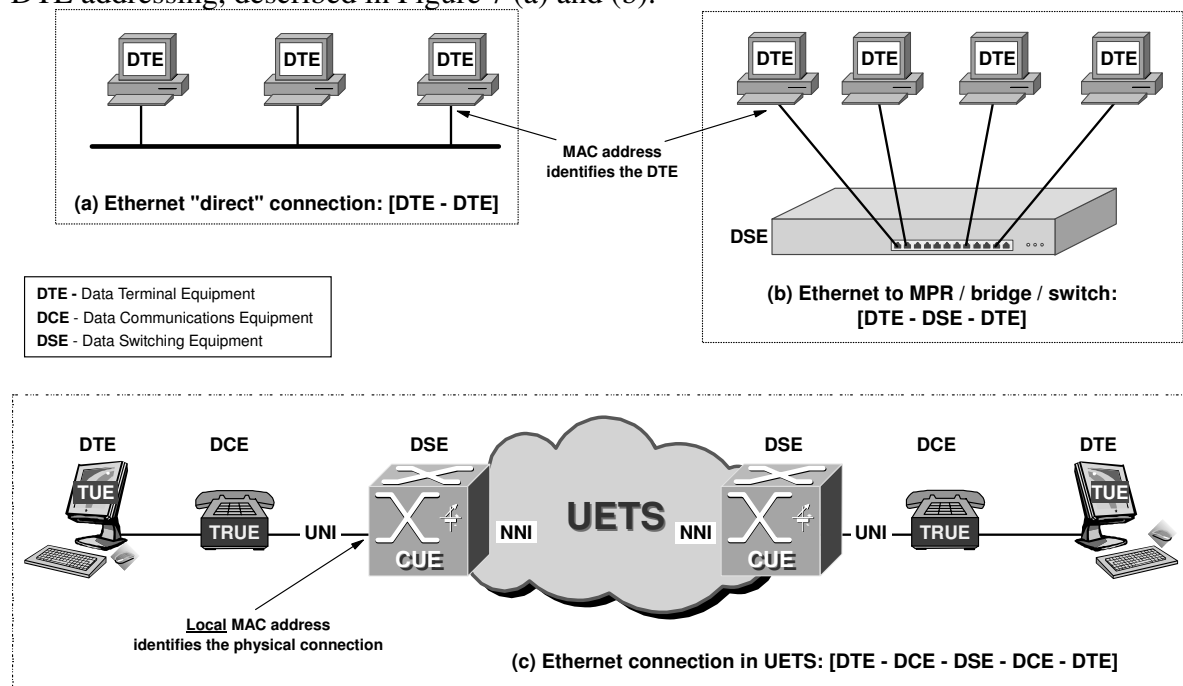 DTE addressing, described in Figure 7 (a) and (b).
DTE
DTE
DTE
MAC address
identifies the DTE
(a) Ethernet "direct" connection: [DTE - DTE]
DTE
DTE
DTE
DTE
DSE
(b) Ethernet to MPR / bridge / switch:
[DTE - DSE - DTE]
DTE - Data Terminal Equipment
DCE - Data Communications Equipment
DSE - Data Switching Equipment
DTE DCE DSE DSE DCE DTE
TUE
TRUE
UNI
CUE
NNI
UETS
NNI
CUE
UNI
TRUE
TUE
Local MAC address
identifies the physical connection
(c) Ethernet connection in UETS: [DTE - DCE - DSE - DCE - DTE]